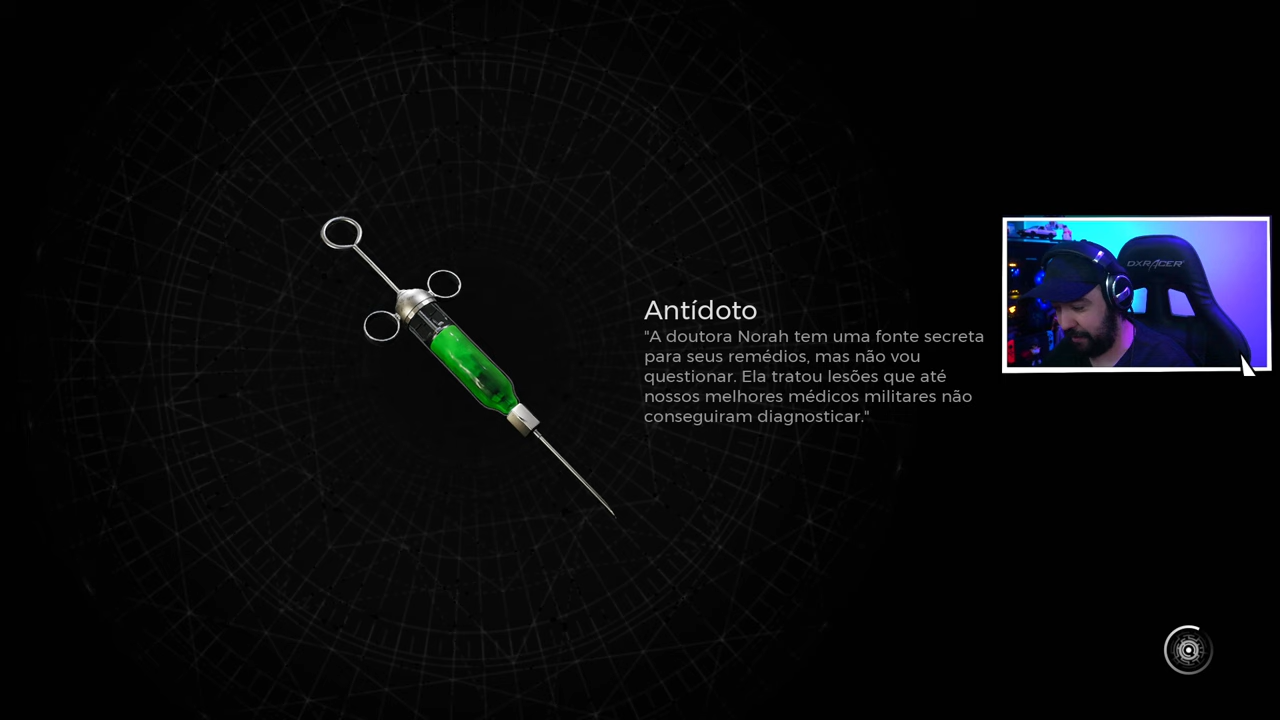 Antídoto
"A doutora Norah tem uma fonte secreta
para seus remédios, mas não vou
questionar. Ela tratou lesões que até
nossos melhores médicos militares não
conseguiram diagnosticar."
DXRACER